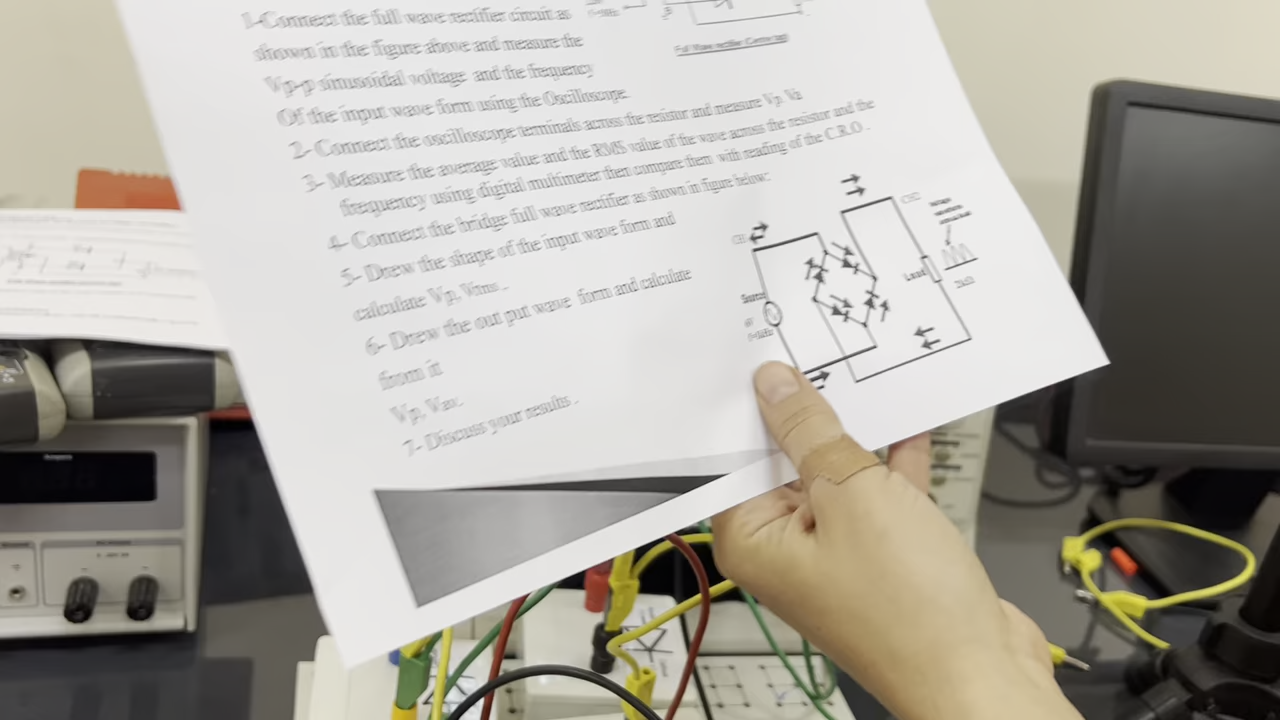 1-Connect the full wave rectifier circuit as
shown in the figure above and measure the
Vp-p sinusoidal voltage and the frequency
Of the input wave form using the Oscilloscope.
2- Connect the oscilloscope terminals across the resistor and measure Vp, Va
3- Measure the average value and the RMS value of the wave across the resistor and the
frequency using digital multimeter then compare them with reading of the C.R.O .
4- Connect the bridge full wave rectifier as shown in figure below:
5- Drew the shape of the input wave form and
calculate Vp, Vrms .
6- Drew the out put wave form and calculate
from it
Vp, Vav.
7- Discuss your results .
Full Wave rectifier
CH2
Load
2kΩ
Source